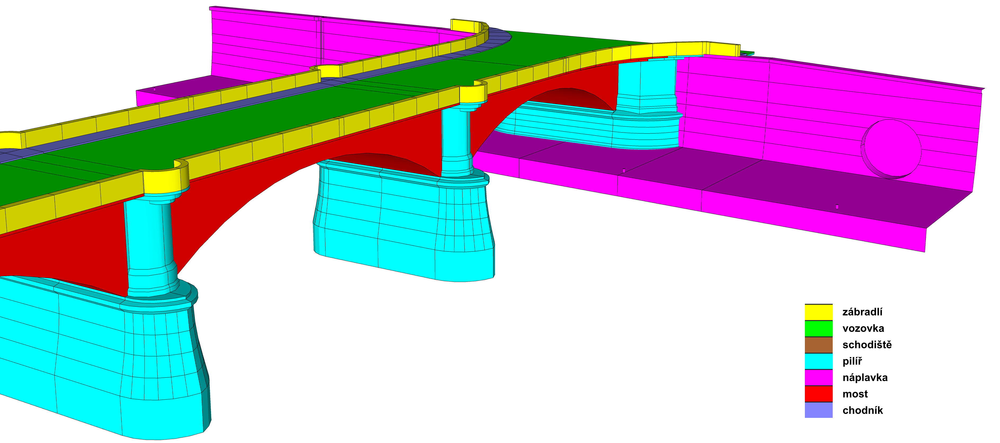 zábradlí
vozovka
schodiště
pilíř
náplavka
most
chodník